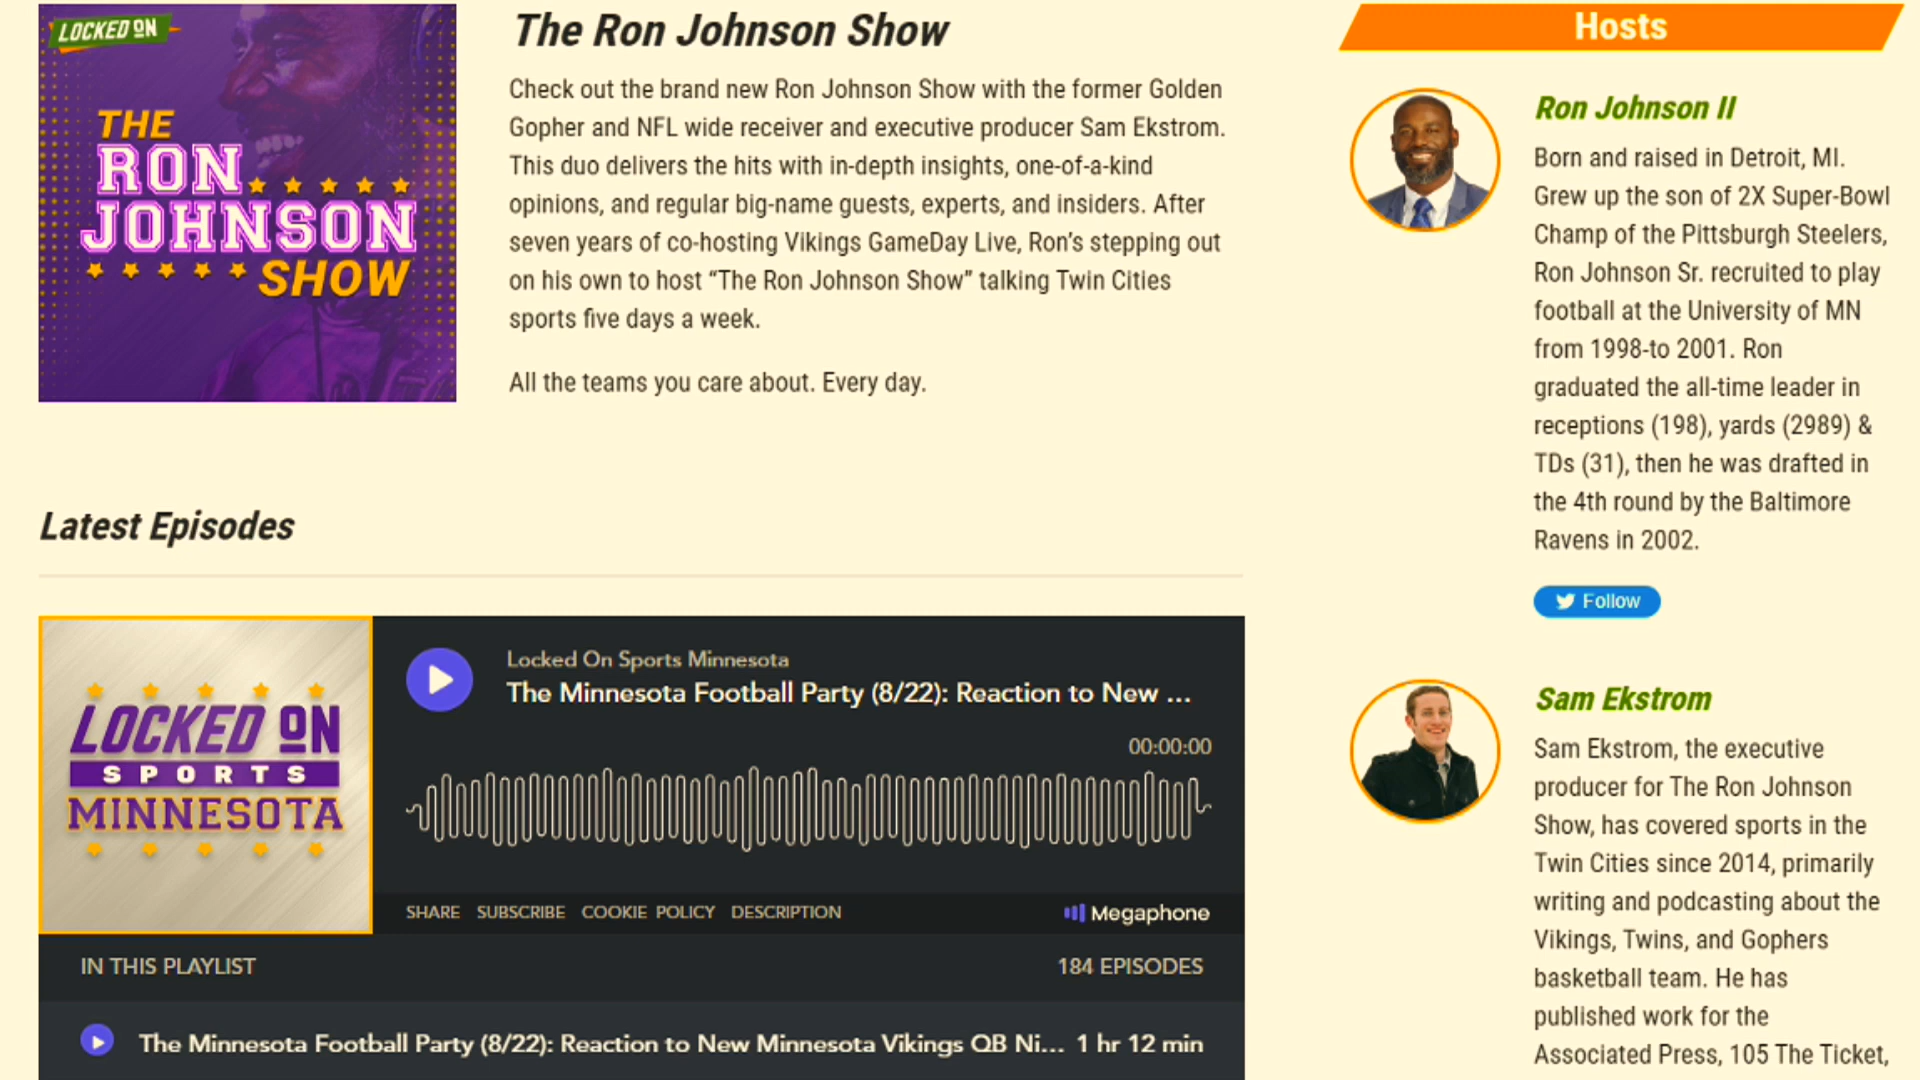 LOCKED ON
THE
RON
JOHNSON
SHOW
The Ron Johnson Show
Check out the brand new Ron Johnson Show with the former Golden
Gopher and NFL wide receiver and executive producer Sam Ekstrom.
This duo delivers the hits with in-depth insights, one-of-a-kind
opinions, and regular big-name guests, experts, and insiders. After
seven years of co-hosting Vikings GameDay Live, Ron’s stepping out
on his own to host “The Ron Johnson Show” talking Twin Cities
sports five days a week.
All the teams you care about. Every day.
Latest Episodes
LOCKED ON
SPORTS
MINNESOTA
Locked On Sports Minnesota
The Minnesota Football Party (8/22): Reaction to New ...
00:00:00
SHARE SUBSCRIBE COOKIE POLICY DESCRIPTION
Megaphone
IN THIS PLAYLIST
184 EPISODES
The Minnesota Football Party (8/22): Reaction to New Minnesota Vikings QB Ni... 1 hr 12 min
Hosts
Ron Johnson II
Born and raised in Detroit, MI.
Grew up the son of 2X Super-Bowl
Champ of the Pittsburgh Steelers,
Ron Johnson Sr. recruited to play
football at the University of MN
from 1998-to 2001. Ron
graduated the all-time leader in
receptions (198), yards (2989) &
TDs (31), then he was drafted in
the 4th round by the Baltimore
Ravens in 2002.
Follow
Sam Ekstrom
Sam Ekstrom, the executive
producer for The Ron Johnson
Show, has covered sports in the
Twin Cities since 2014, primarily
writing and podcasting about the
Vikings, Twins, and Gophers
basketball team. He has
published work for the
Associated Press, 105 The Ticket,